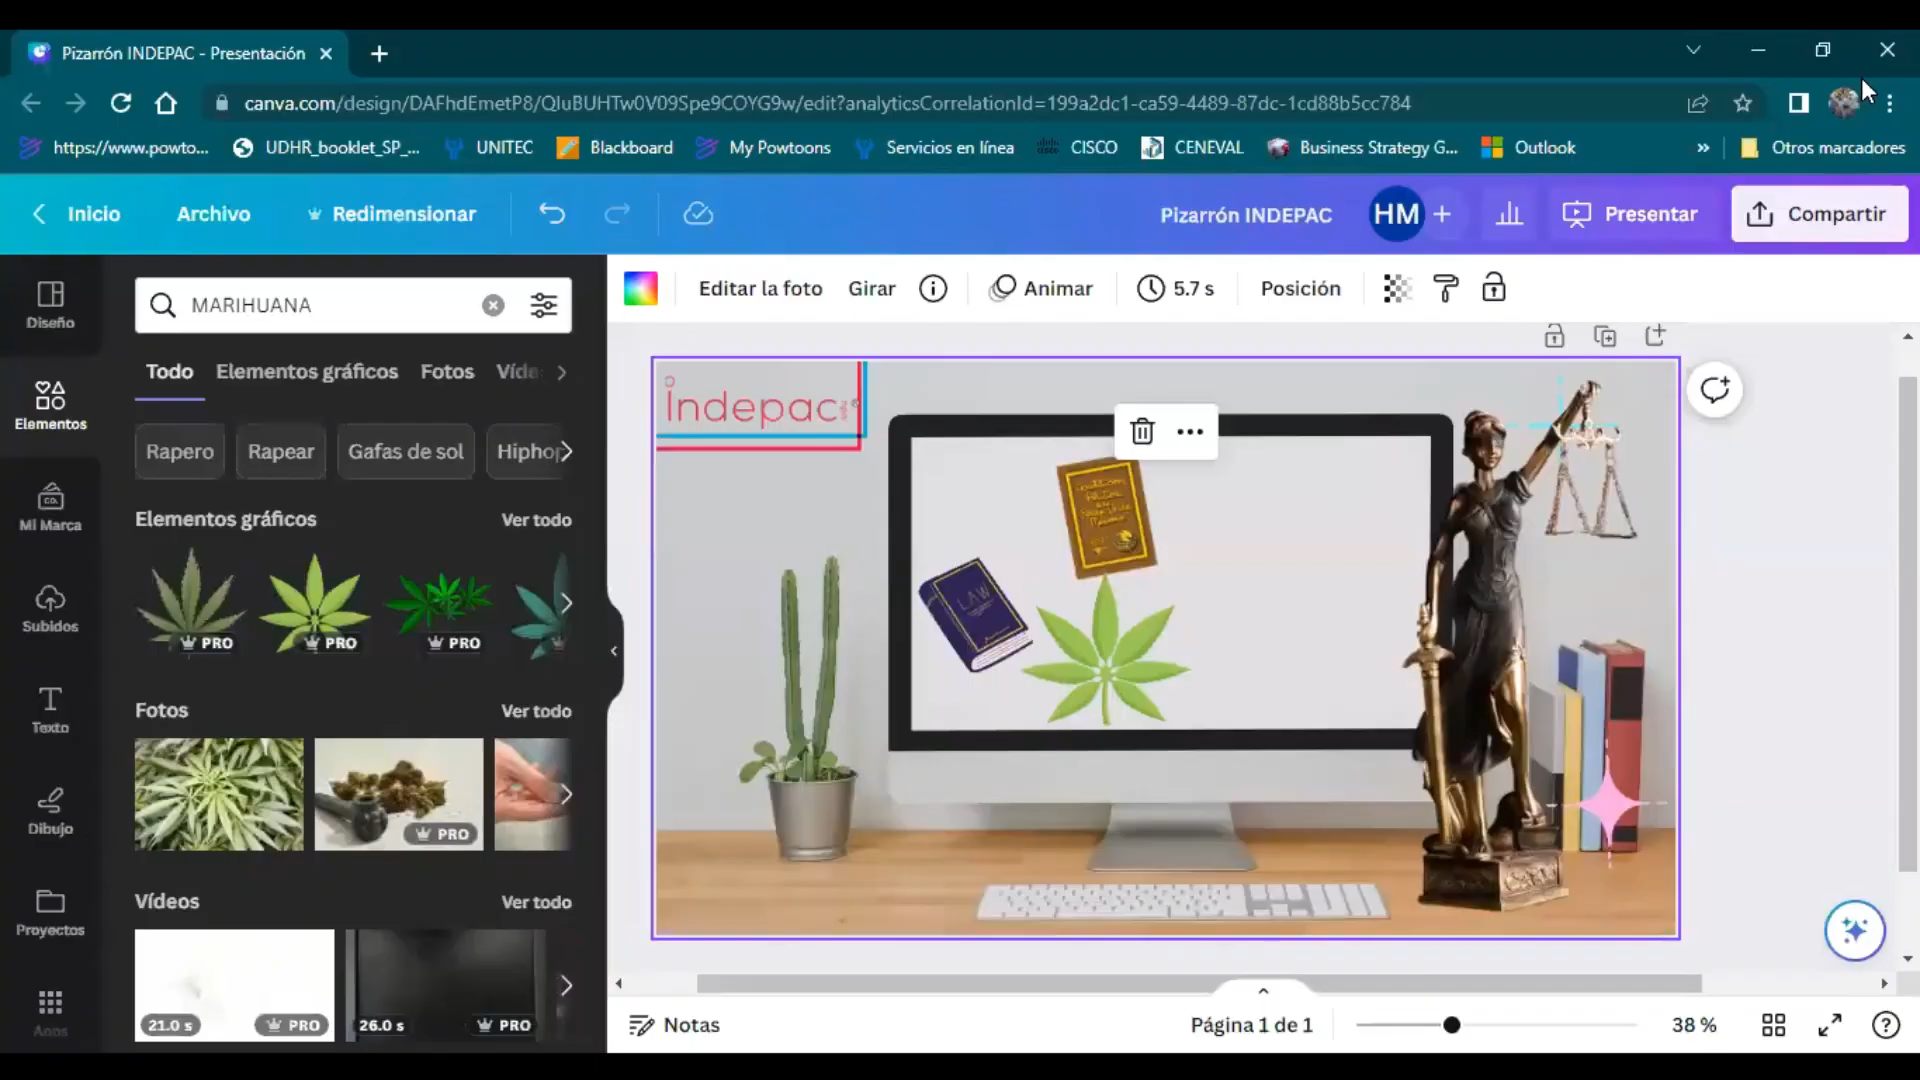 Pizarrón INDEPAC - Presentación
canva.com/design/DAFhdEmetP8/QIuBUHTw0V09Spe9COYG9w/edit?analyticsCorrelationId=199a2dc1-ca59-4489-87dc-1cd88b5cc784
https://www.powto... UDHR_booklet_SP_... UNITEC Blackboard My Powtoons Servicios en línea CISCO CENEVAL Business Strategy G... Outlook » Otros marcadores
Inicio Archivo Redimensionar Pizarrón INDEPAC HM + Presentar Compartir
Diseño
Elementos
Mi Marca
Subidos
Texto
Dibujo
Proyectos
Apps
MARIHUANA
Todo Elementos gráficos Fotos Víde
Rapero Rapear Gafas de sol Hiphop
Elementos gráficos Ver todo
PRO PRO PRO
Fotos Ver todo
PRO
Vídeos Ver todo
21.0 s PRO 26.0 s PRO
Editar la foto Girar Animar 5.7 s Posición
Indepac
LAW
Notas Página 1 de 1 38 %